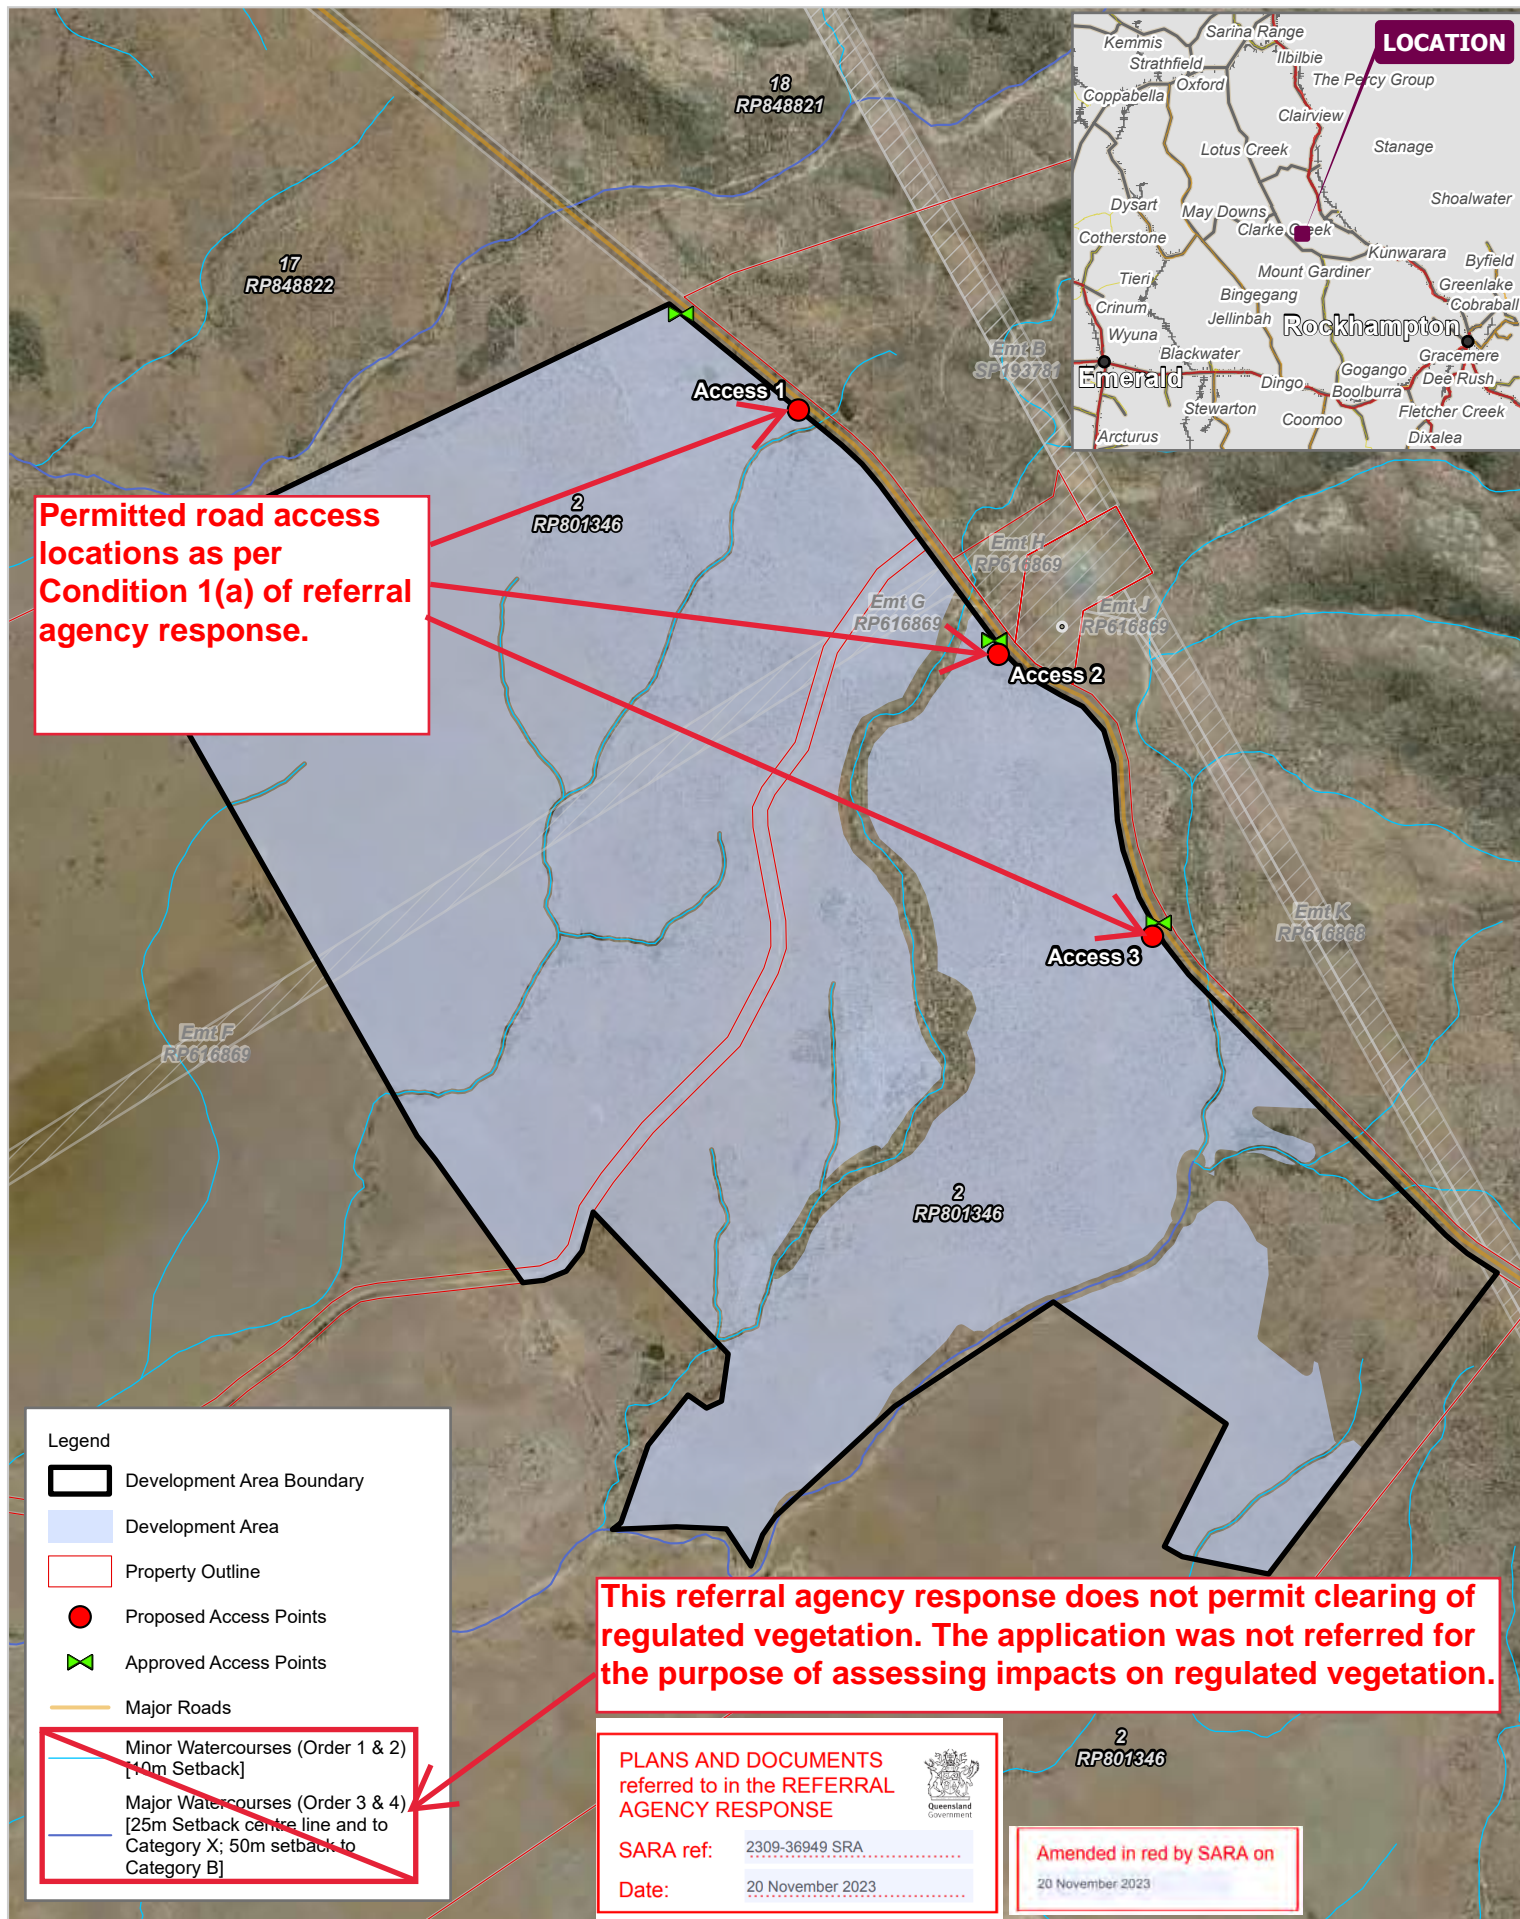 18
RP848821
17
RP848822
LOCATION
Kemmis
Sarina Range
Strathfield
Ilbilbie
Oxford
The Percy Group
Coppabella
Clairview
Lotus Creek
Stanage
Dysart
May Downs
Shoalwater
Clarke Creek
Cotherstone
Kunwarara
Byfield
Tieri
Mount Gardiner
Greenlake
Crinum
Bingegang
Cobraball
Jellinbah
Rockhampton
Wyuna
Blackwater
Gracemere
Emerald
Gogango
Dee Rush
Dingo
Boolburra
Stewarton
Fletcher Creek
Coomoo
Arcturus
Dixalea
Emt B
SP193781
Access 1
Permitted road access
locations as per
Condition 1(a) of referral
agency response.
2
RP801346
Emt H
RP616869
Emt G
RP616869
Emt J
RP616869
Access 2
Emt K
RP616868
Access 3
Emt F
RP616869
2
RP801346
Legend
Development Area Boundary
Development Area
Property Outline
Proposed Access Points
Approved Access Points
Major Roads
Minor Watercourses (Order 1 & 2)
[10m Setback]
Major Watercourses (Order 3 & 4)
[25m Setback centre line and to
Category X; 50m setback to
Category B]
This referral agency response does not permit clearing of
regulated vegetation. The application was not referred for
the purpose of assessing impacts on regulated vegetation.
PLANS AND DOCUMENTS
referred to in the REFERRAL
AGENCY RESPONSE
Queensland
Government
SARA ref: 2309-36949 SRA
Date: 20 November 2023
2
RP801346
Amended in red by SARA on
20 November 2023